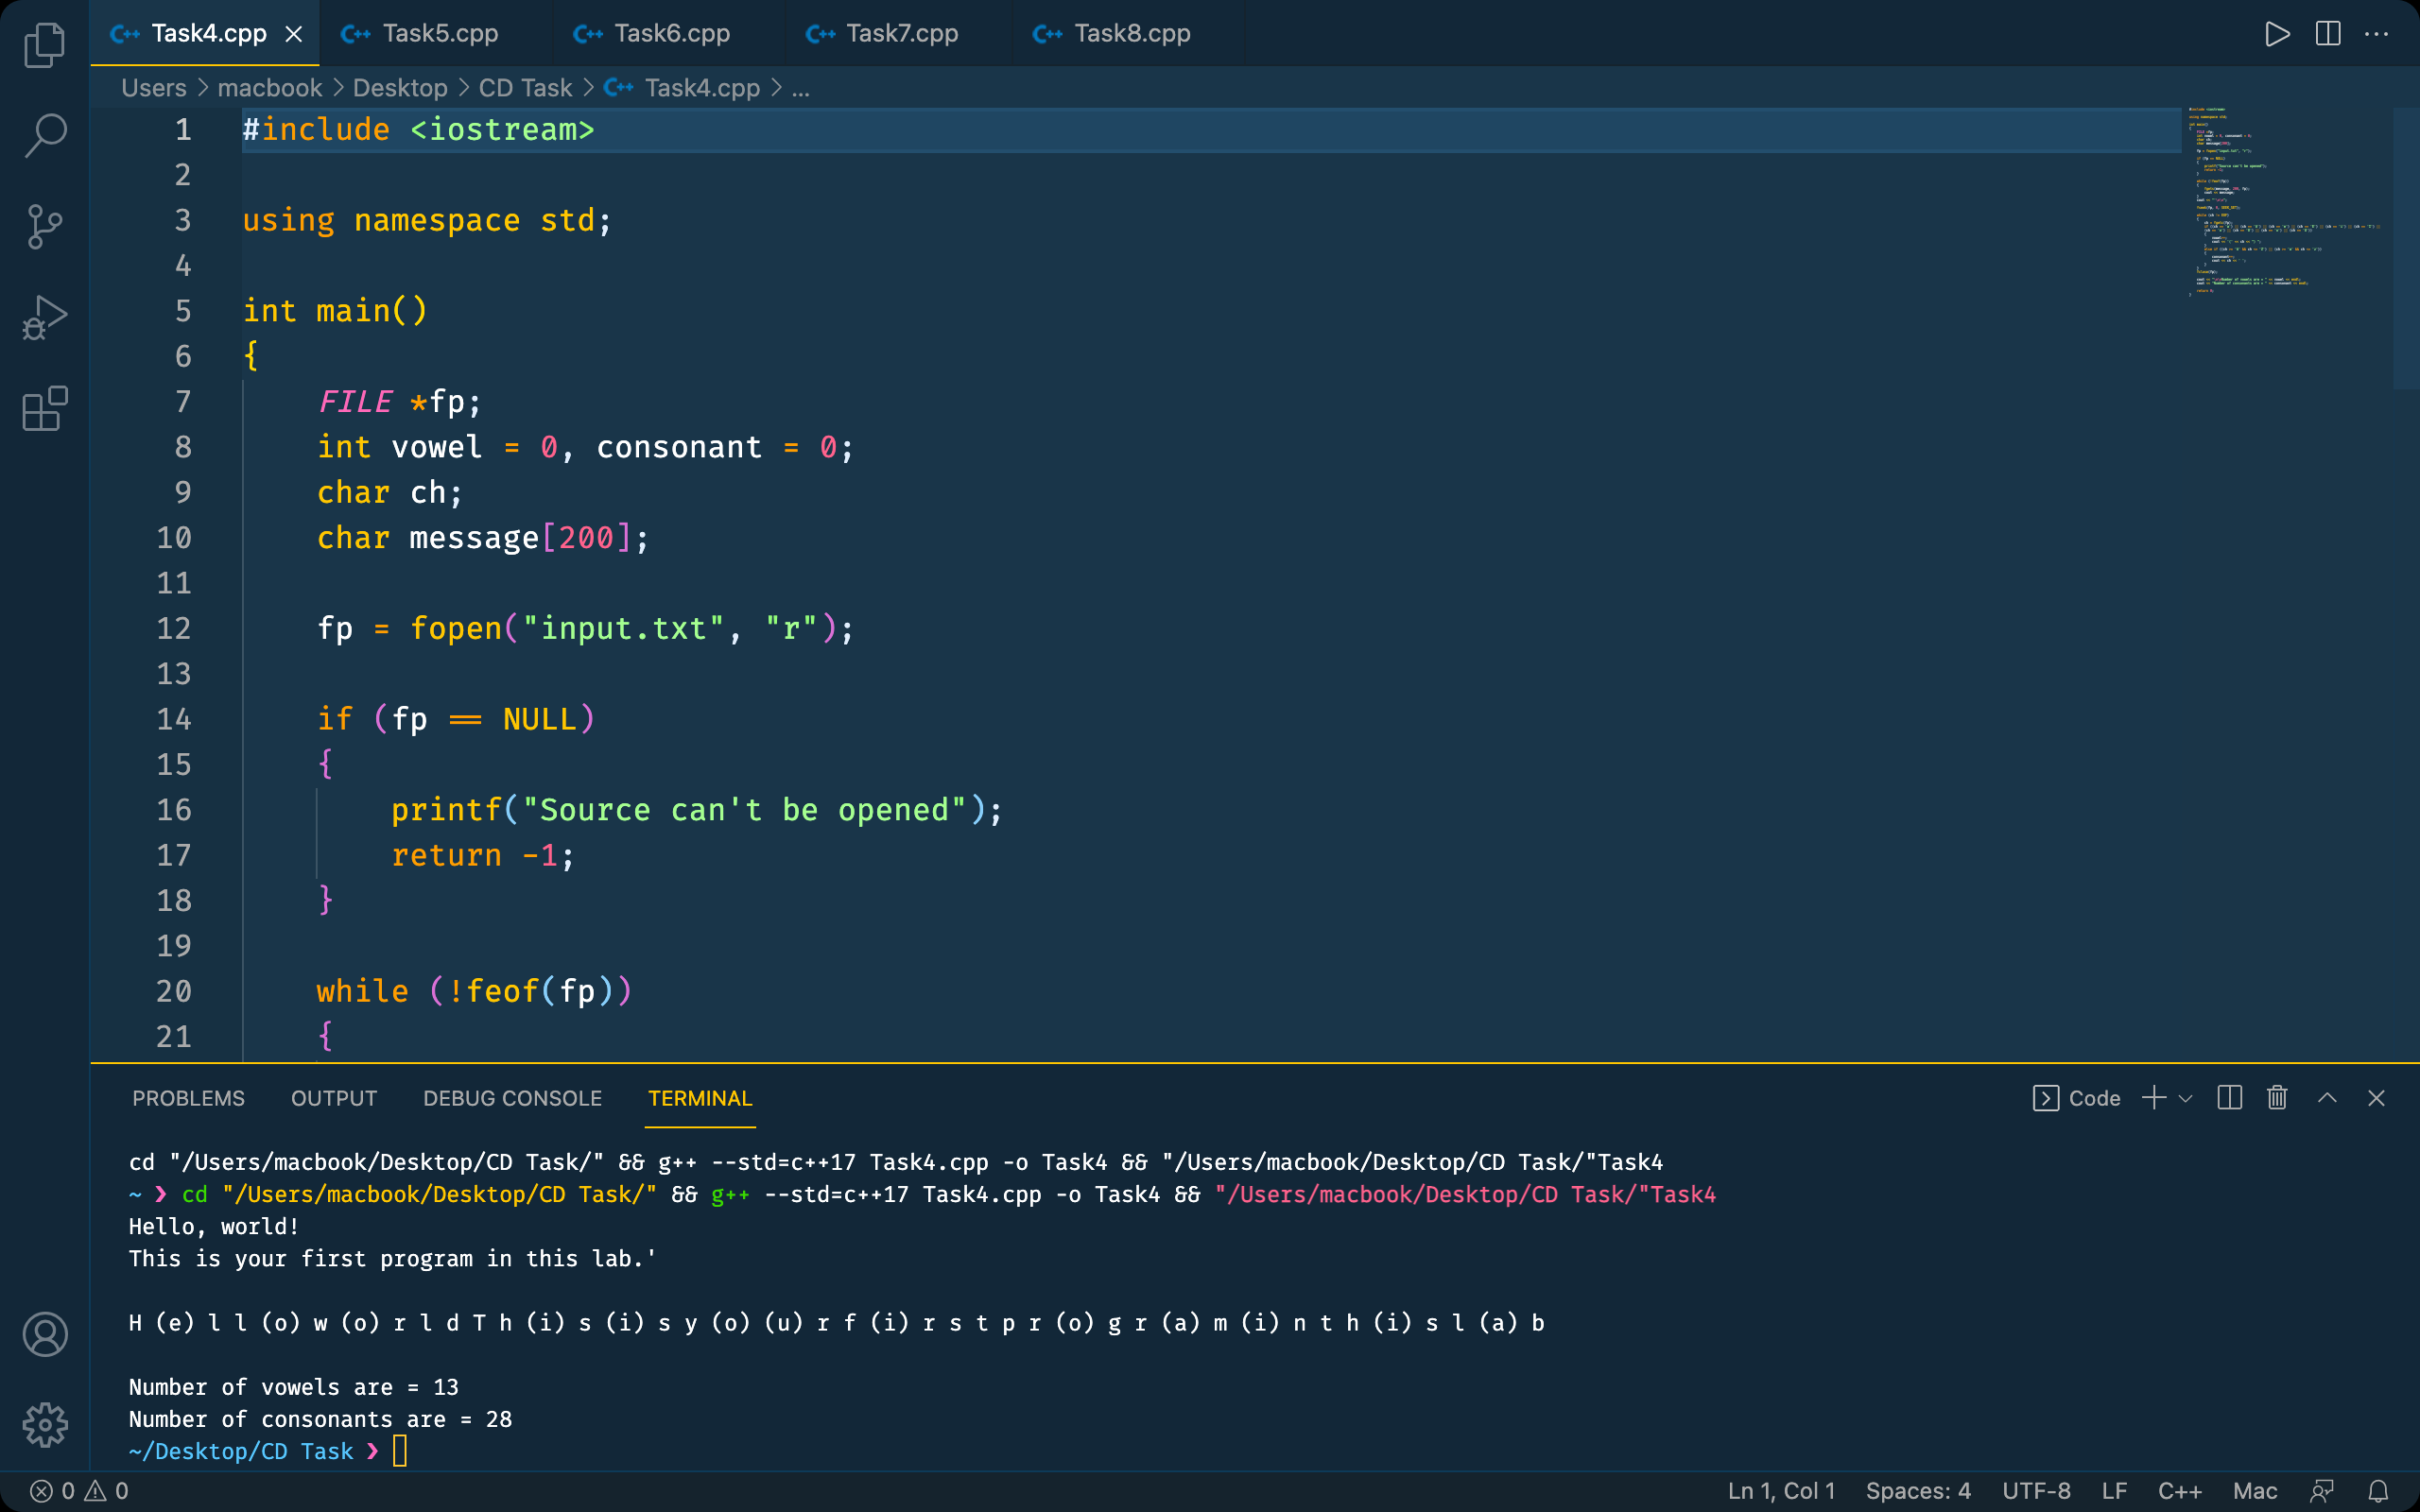 Task4.cpp Task5.cpp Task6.cpp Task7.cpp Task8.cpp
Users > macbook > Desktop > CD Task > Task4.cpp > ...
1 #include <iostream>
2
3 using namespace std;
4
5 int main()
6 {
7 FILE *fp;
8 int vowel = 0, consonant = 0;
9 char ch;
10 char message[200];
11
12 fp = fopen("input.txt", "r");
13
14 if (fp == NULL)
15 {
16 printf("Source can't be opened");
17 return -1;
18 }
19
20 while (!feof(fp))
21 {
PROBLEMS OUTPUT DEBUG CONSOLE TERMINAL Code
cd "/Users/macbook/Desktop/CD Task/" && g++ --std=c++17 Task4.cpp -o Task4 && "/Users/macbook/Desktop/CD Task/"Task4
~ ❯ cd "/Users/macbook/Desktop/CD Task/" && g++ --std=c++17 Task4.cpp -o Task4 && "/Users/macbook/Desktop/CD Task/"Task4
Hello, world!
This is your first program in this lab.'
H (e) l l (o) w (o) r l d T h (i) s (i) s y (o) (u) r f (i) r s t p r (o) g r (a) m (i) n t h (i) s l (a) b
Number of vowels are = 13
Number of consonants are = 28
~/Desktop/CD Task ❯
0 0 Ln 1, Col 1 Spaces: 4 UTF-8 LF C++ Mac